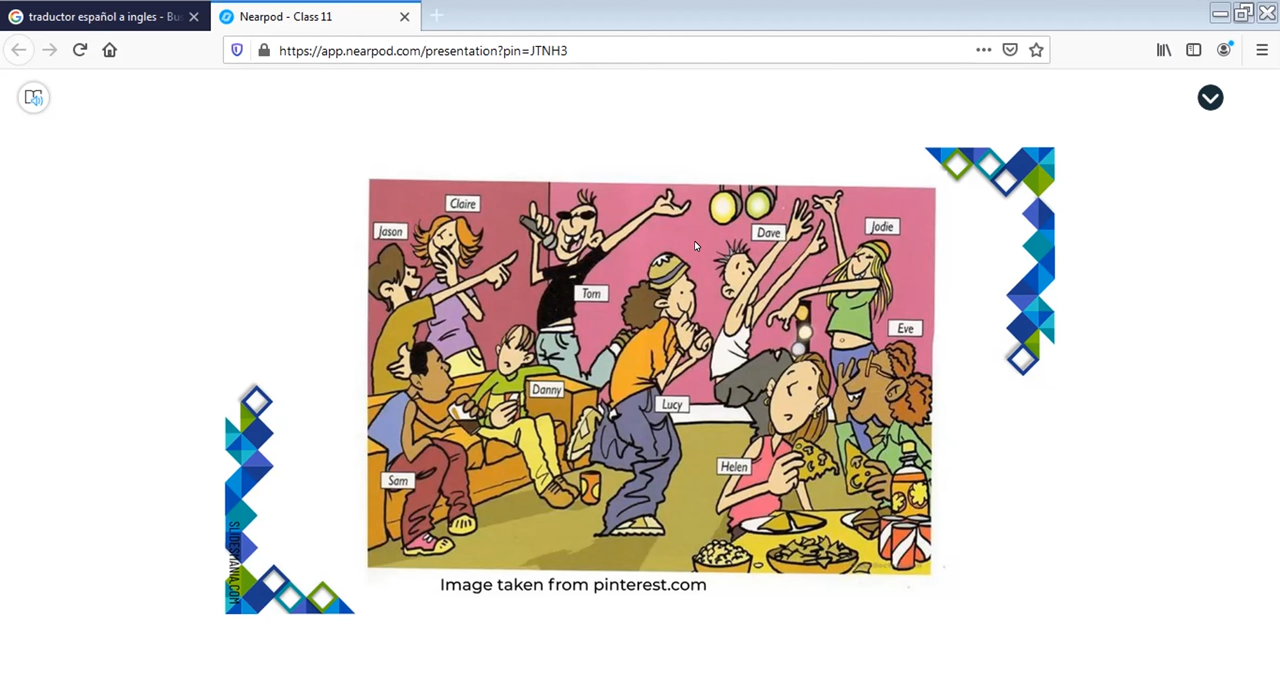 traductor español a ingles - Bu
Nearpod - Class 11
https://app.nearpod.com/presentation?pin=JTNH3
Claire
Jason
Dave
Jodie
Tom
Eve
Danny
Lucy
Helen
Sam
SLIDESMANIA.COM
Image taken from pinterest.com